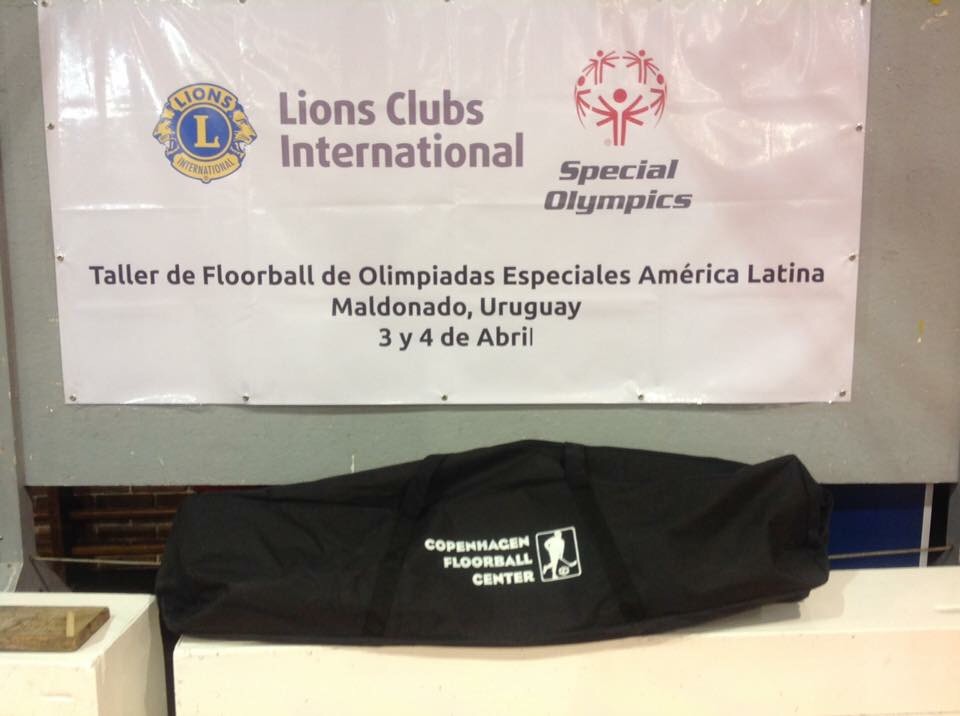 LIONS
L
INTERNATIONAL
Lions Clubs
International
Special
Olympics
Taller de Floorball de Olimpiadas Especiales América Latina
Maldonado, Uruguay
3 y 4 de Abril
COPENHAGEN
FLOORBALL
CENTER